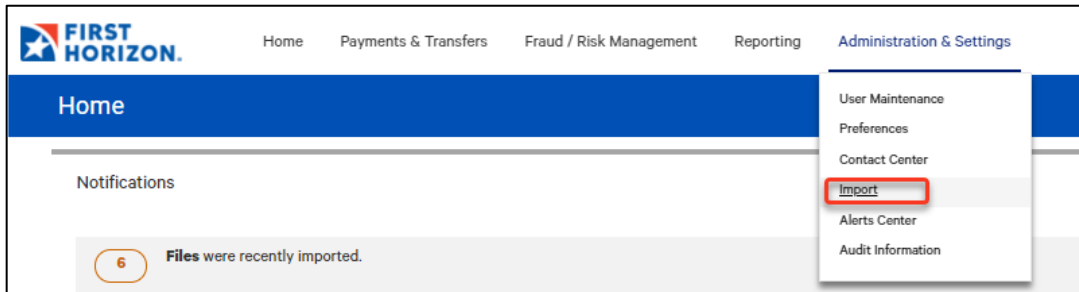 FIRST
HORIZON.
Home Payments & Transfers Fraud / Risk Management Reporting Administration & Settings
Home
User Maintenance
Preferences
Contact Center
Import
Alerts Center
Audit Information
Notifications
6 Files were recently imported.